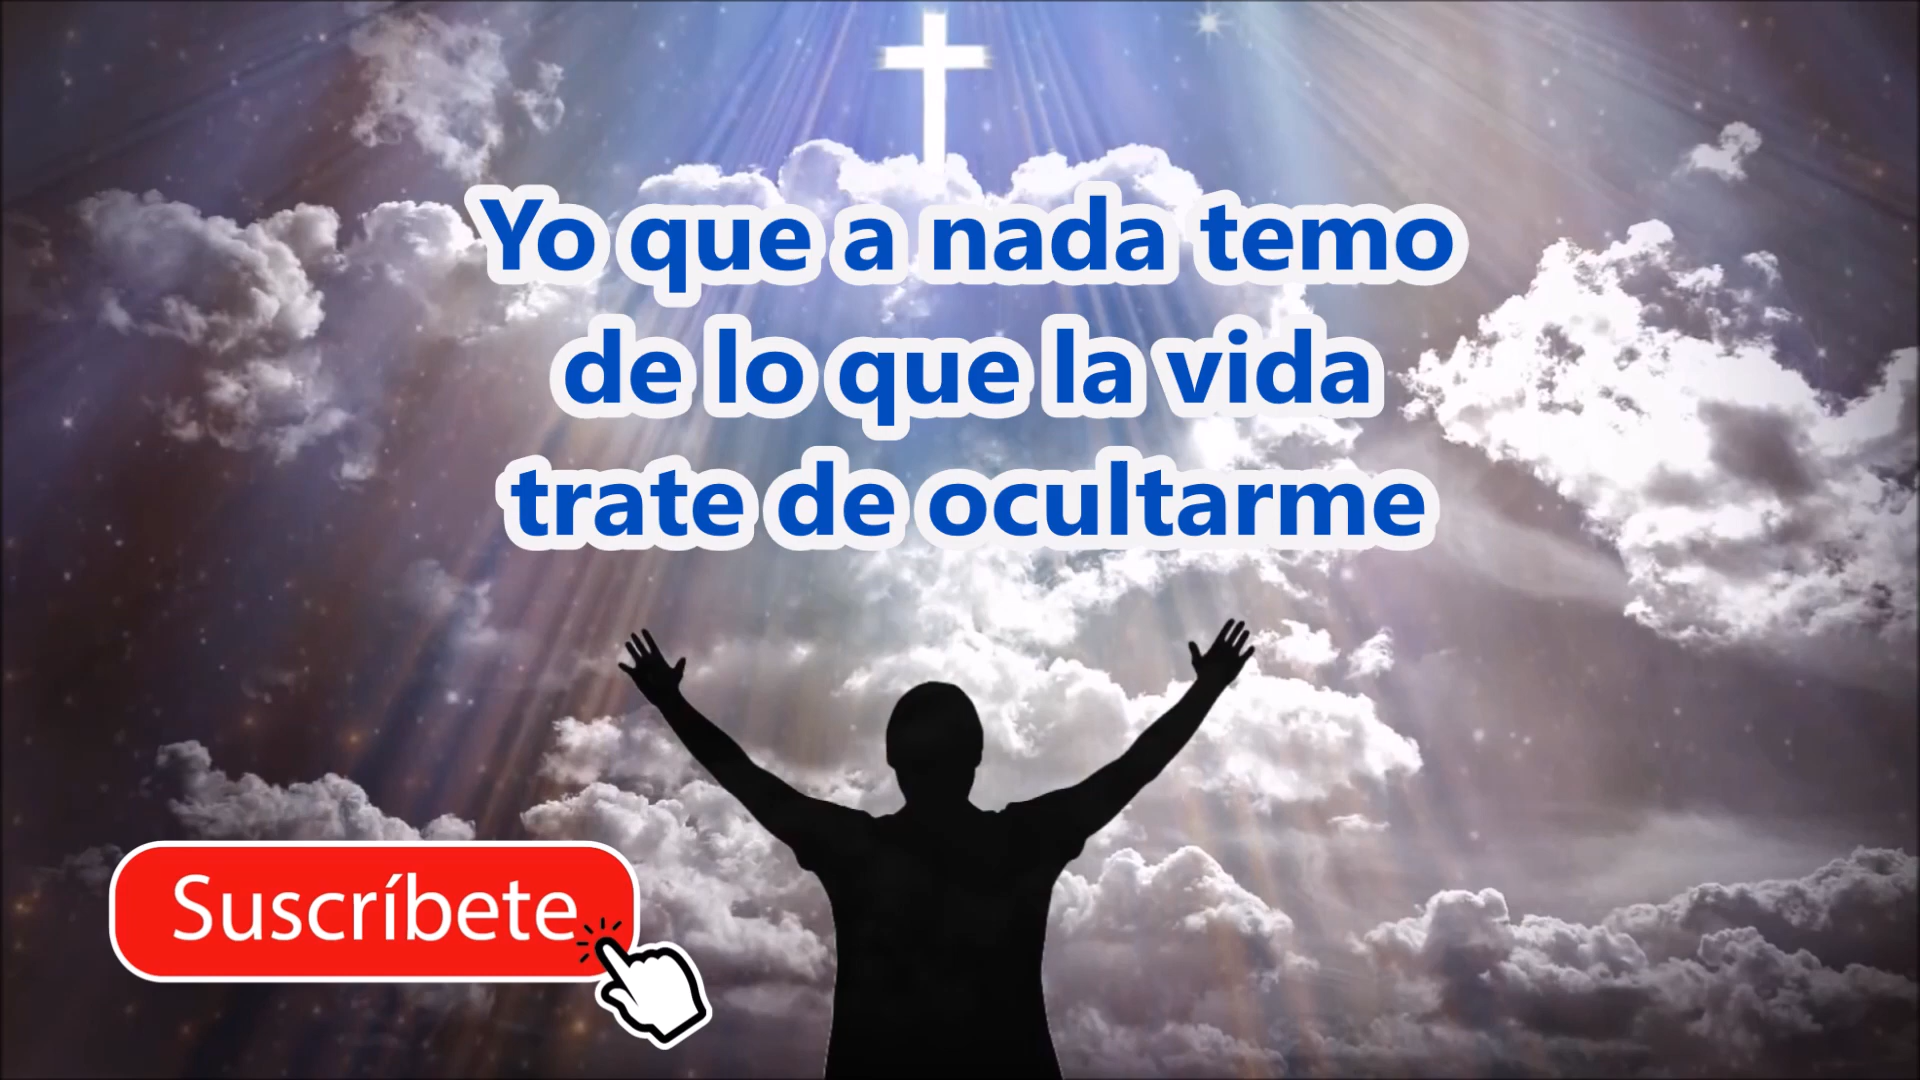 Yo que a nada temo
de lo que la vida
trate de ocultarme
Suscríbete